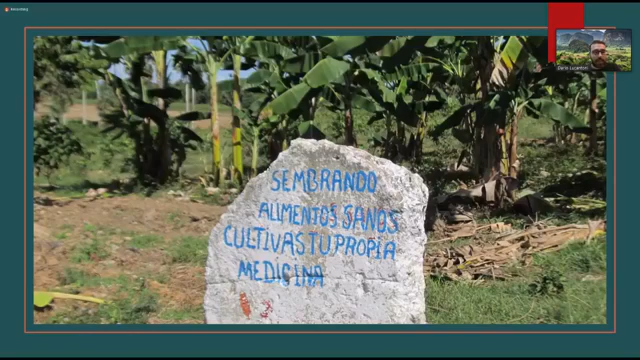 SEMBRANDO
ALIMENTOS SANOS
CULTIVAS TU PROPIA
MEDICINA